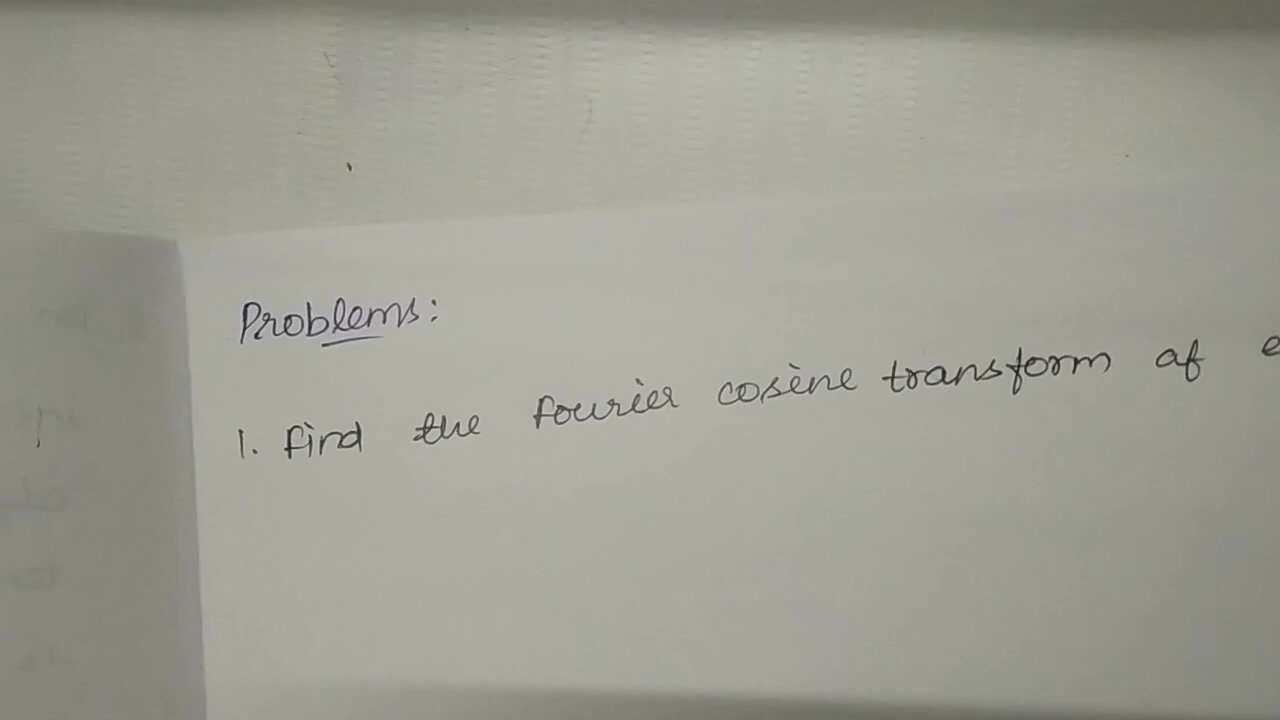 Problems:
1. find the fourier cosine transform of e